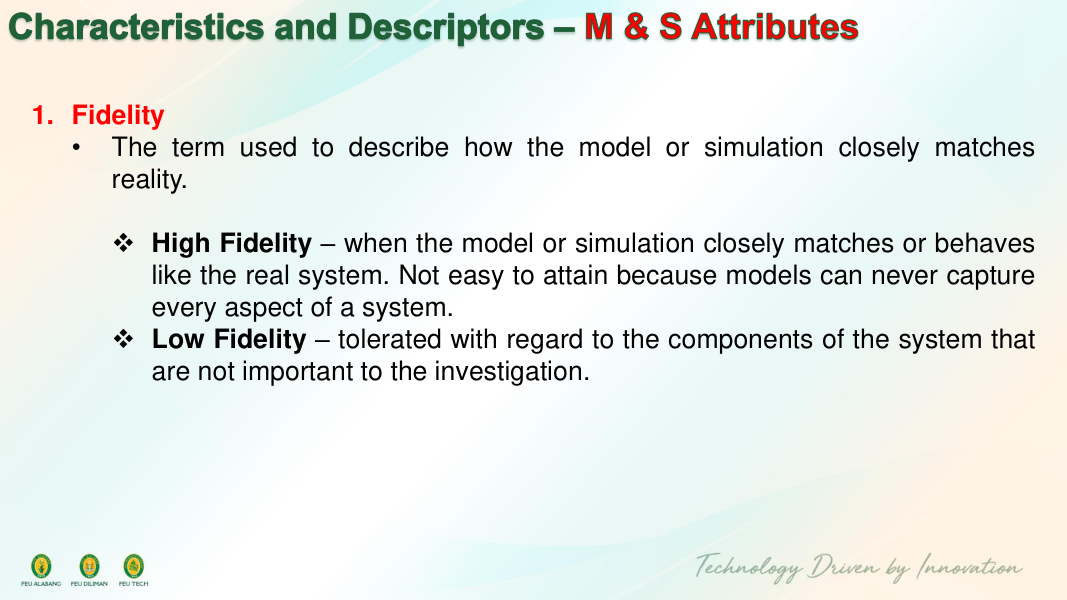 Characteristics and Descriptors – M & S Attributes
1. Fidelity
• The term used to describe how the model or simulation closely matches
reality.
❖ High Fidelity – when the model or simulation closely matches or behaves
like the real system. Not easy to attain because models can never capture
every aspect of a system.
❖ Low Fidelity – tolerated with regard to the components of the system that
are not important to the investigation.
FEU ALABANG FEU DILIMAN FEU TECH
Technology Driven by Innovation